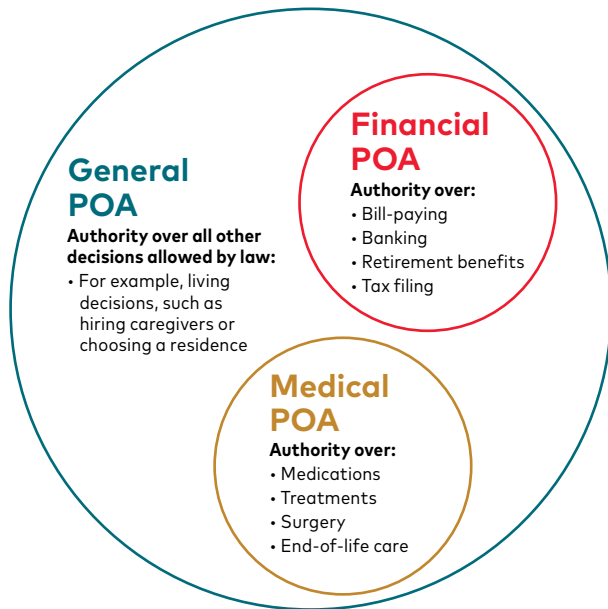 General
POA
Authority over all other
decisions allowed by law:
• For example, living
decisions, such as
hiring caregivers or
choosing a residence
Financial
POA
Authority over:
• Bill-paying
• Banking
• Retirement benefits
• Tax filing
Medical
POA
Authority over:
• Medications
• Treatments
• Surgery
• End-of-life care